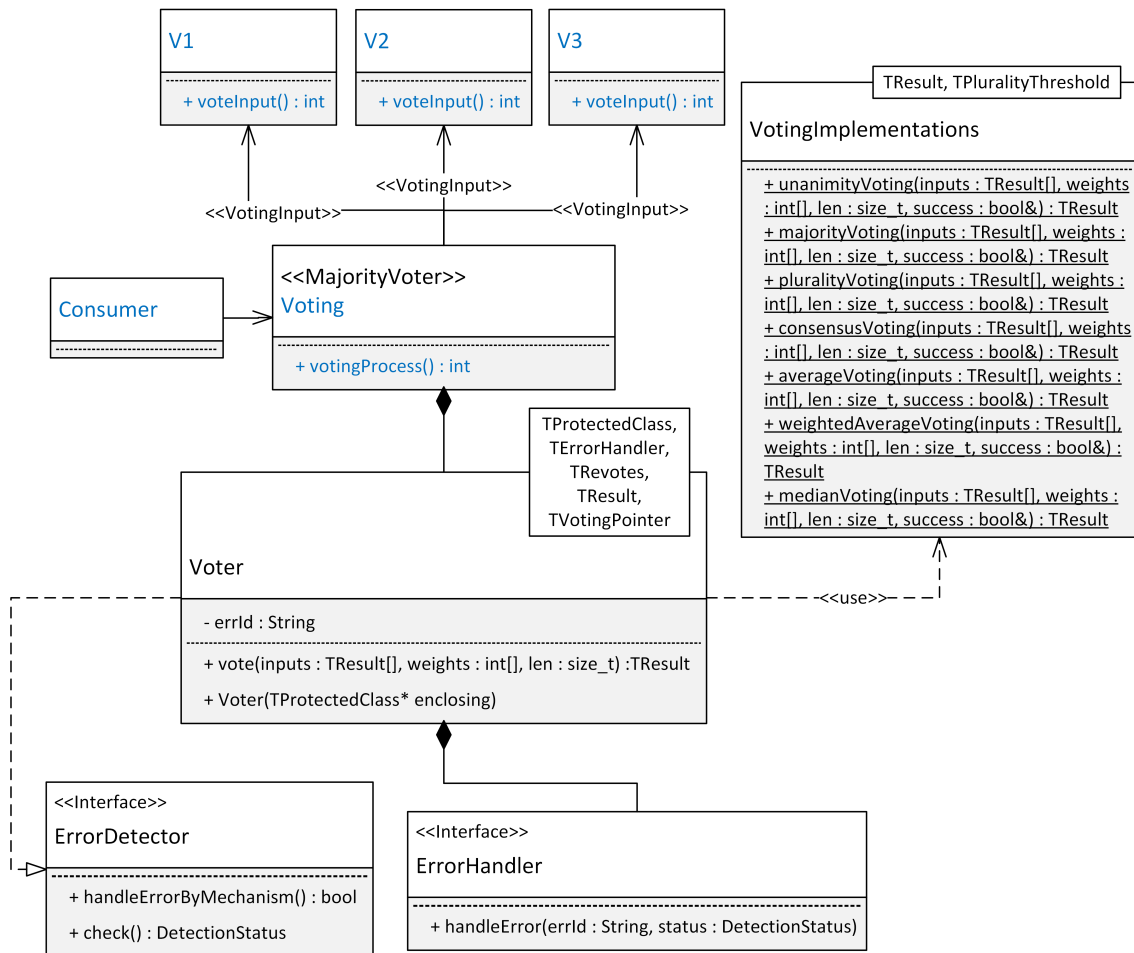 V1
+ voteInput() : int
V2
+ voteInput() : int
V3
+ voteInput() : int
<<VotingInput>>
<<VotingInput>>
<<VotingInput>>
TResult, TPluralityThreshold
VotingImplementations
+ unanimityVoting(inputs : TResult[], weights
: int[], len : size_t, success : bool&) : TResult
+ majorityVoting(inputs : TResult[], weights :
int[], len : size_t, success : bool&) : TResult
+ pluralityVoting(inputs : TResult[], weights :
int[], len : size_t, success : bool&) : TResult
+ consensusVoting(inputs : TResult[], weights
: int[], len : size_t, success : bool&) : TResult
+ averageVoting(inputs : TResult[], weights :
int[], len : size_t, success : bool&) : TResult
+ weightedAverageVoting(inputs : TResult[],
weights : int[], len : size_t, success : bool&) :
TResult
+ medianVoting(inputs : TResult[], weights :
int[], len : size_t, success : bool&) : TResult
Consumer
<<MajorityVoter>>
Voting
+ votingProcess() : int
TProtectedClass,
TErrorHandler,
TRevotes,
TResult,
TVotingPointer
Voter
- errId : String
+ vote(inputs : TResult[], weights : int[], len : size_t) :TResult
+ Voter(TProtectedClass* enclosing)
<<use>>
<<Interface>>
ErrorDetector
+ handleErrorByMechanism() : bool
+ check() : DetectionStatus
<<Interface>>
ErrorHandler
+ handleError(errId : String, status : DetectionStatus)